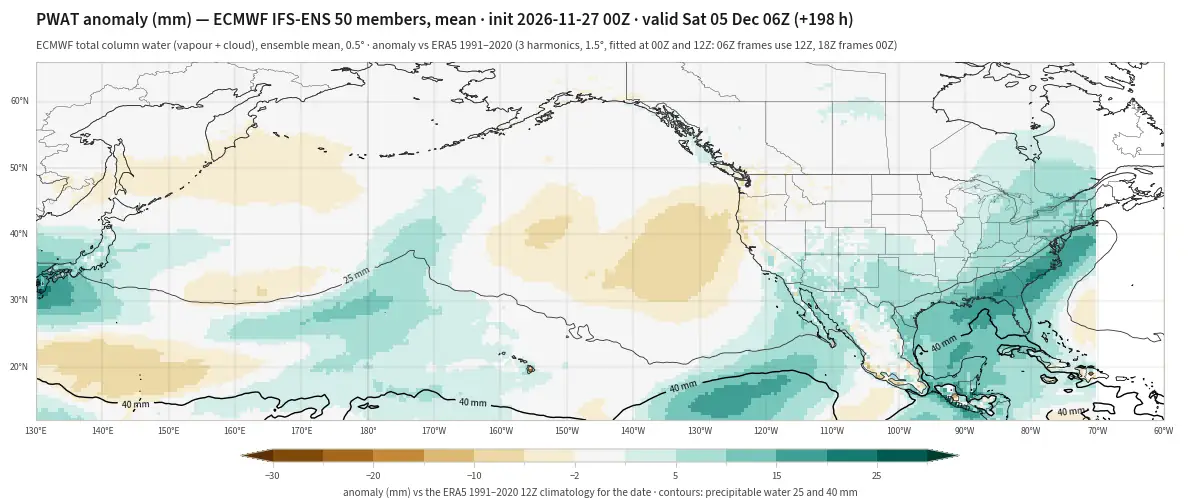 PWAT anomaly (mm) — ECMWF IFS-ENS 50 members, mean · init 2026-11-27 00Z · valid Sat 05 Dec 06Z (+198 h)
ECMWF total column water (vapour + cloud), ensemble mean, 0.5° · anomaly vs ERA5 1991–2020 (3 harmonics, 1.5°, fitted at 00Z and 12Z: 06Z frames use 12Z, 18Z frames 00Z)
60°N
50°N
40°N
30°N
20°N
25 mm
40 mm
40 mm
40 mm
40 mm
40 mm
130°E 140°E 150°E 160°E 170°E 180° 170°W 160°W 150°W 140°W 130°W 120°W 110°W 100°W 90°W 80°W 70°W 60°W
−30 −20 −10 −2 5 15 25
anomaly (mm) vs the ERA5 1991–2020 12Z climatology for the date · contours: precipitable water 25 and 40 mm